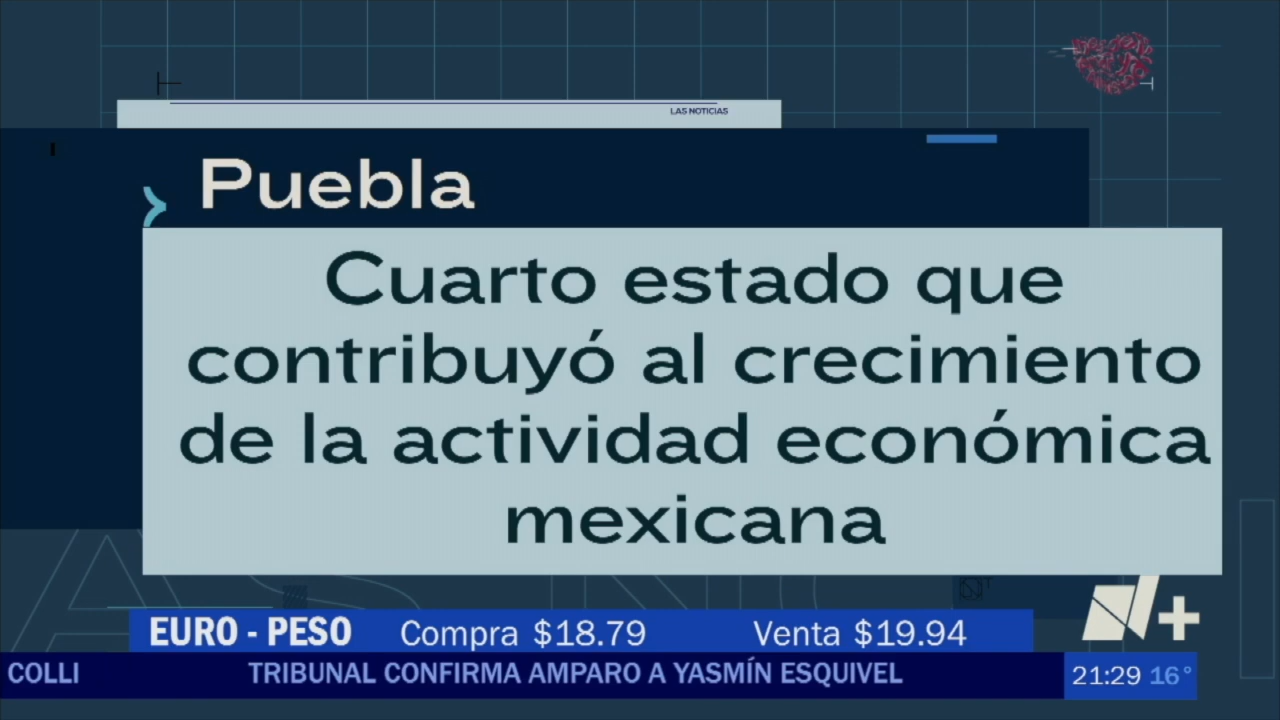 LAS NOTICIAS
Puebla
Cuarto estado que
contribuyó al crecimiento
de la actividad económica
mexicana
EURO - PESO Compra $18.79 Venta $19.94
COLLI TRIBUNAL CONFIRMA AMPARO A YASMÍN ESQUIVEL
21:29 16°
N+